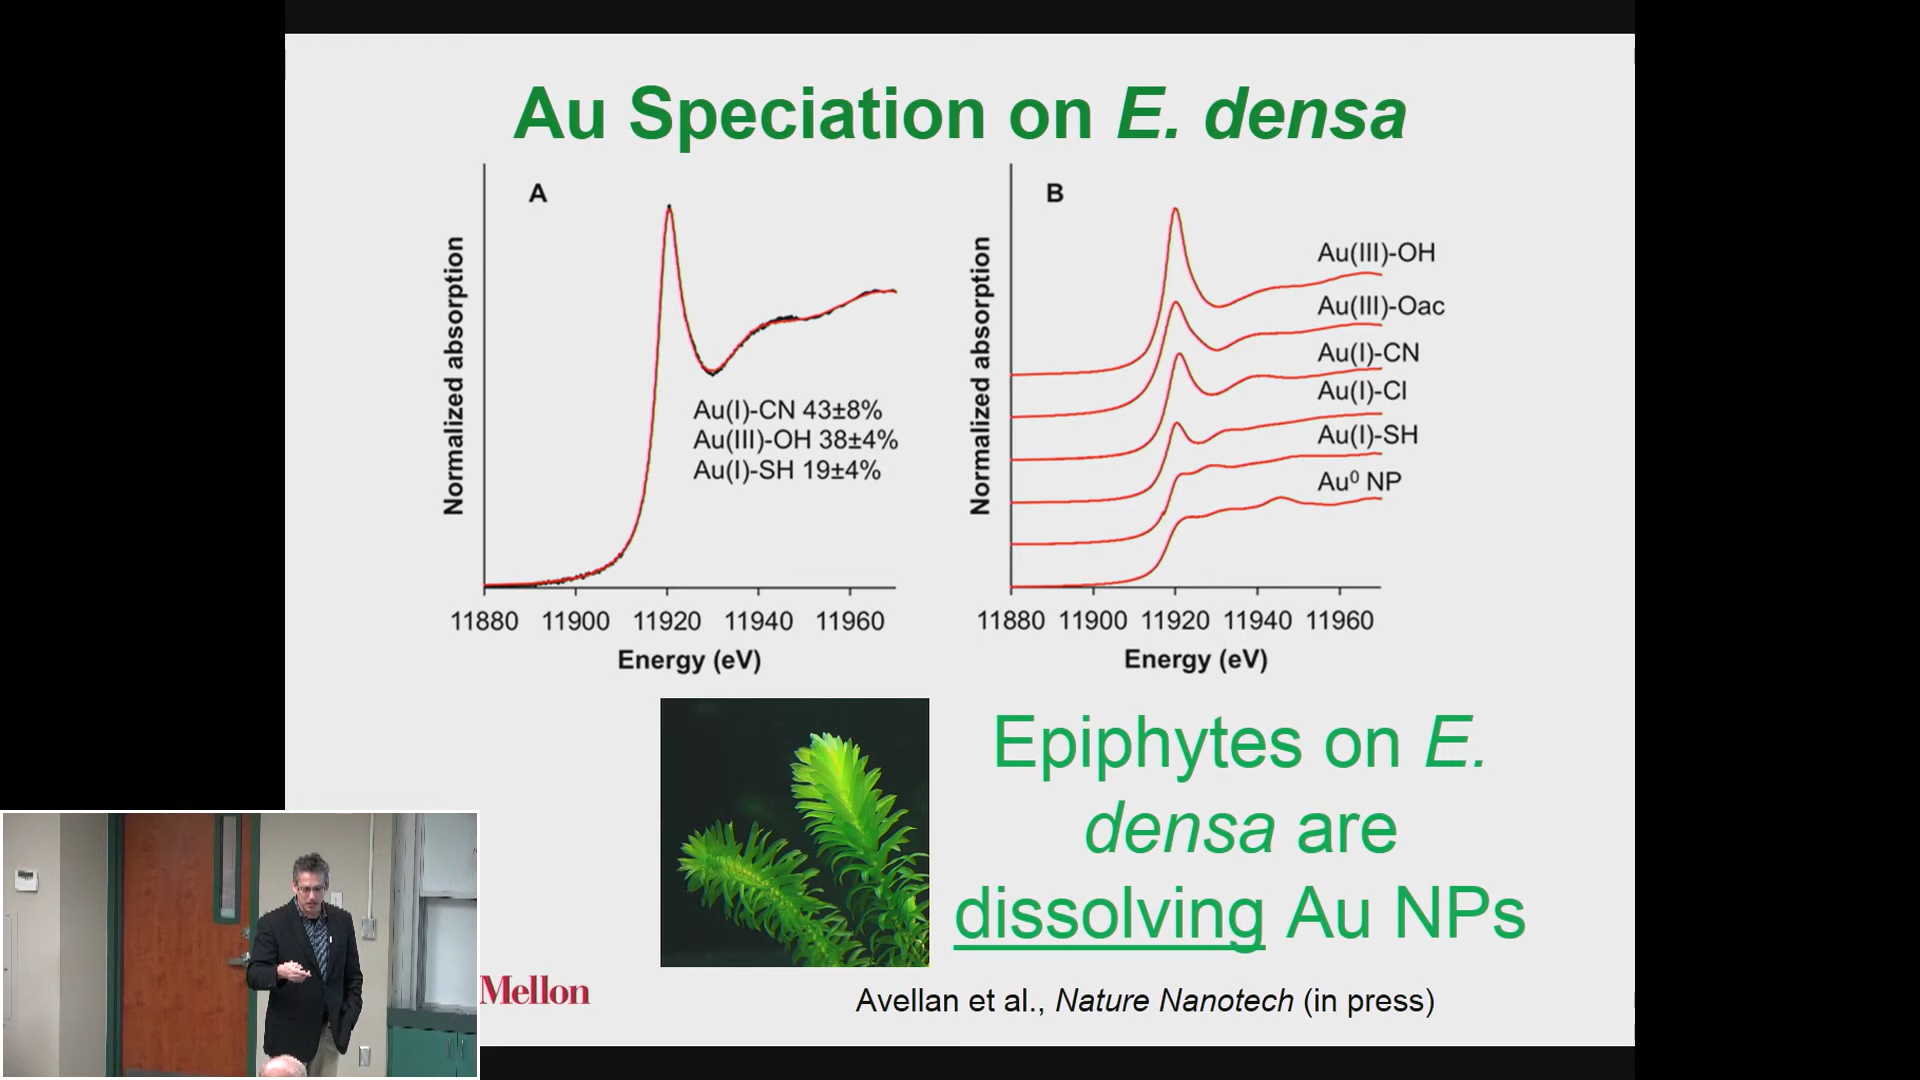 Au Speciation on E. densa
A
Normalized absorption
Au(I)-CN 43±8%
Au(III)-OH 38±4%
Au(I)-SH 19±4%
11880 11900 11920 11940 11960
Energy (eV)
B
Normalized absorption
Au(III)-OH
Au(III)-Oac
Au(I)-CN
Au(I)-Cl
Au(I)-SH
Au⁰ NP
11880 11900 11920 11940 11960
Energy (eV)
Epiphytes on E.
densa are
dissolving Au NPs
Mellon
Avellan et al., Nature Nanotech (in press)